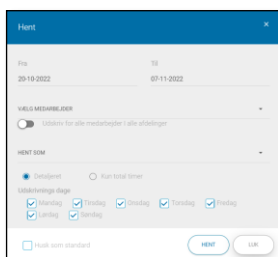 Hent
Fra Til
20-10-2022 07-11-2022
VÆLG MEDARBEJDER
Udskriv for alle medarbejder i alle afdelinger
HENT SOM
Detaljeret Kun total timer
Udskrivnings dage
Mandag Tirsdag Onsdag Torsdag Fredag
Lørdag Søndag
Husk som standard HENT LUK